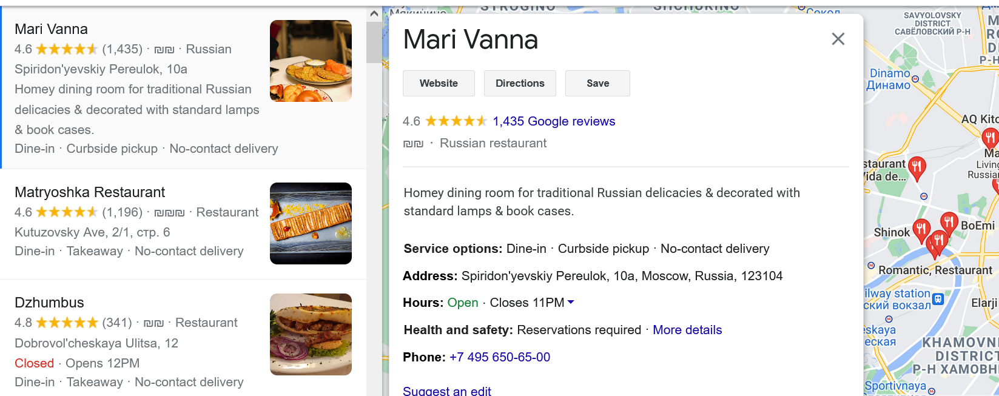 Mari Vanna
4.6 (1,435) · ₪₪ · Russian
Spiridon'yevskiy Pereulok, 10a
Homey dining room for traditional Russian
delicacies & decorated with standard lamps
& book cases.
Dine-in · Curbside pickup · No-contact delivery
Matryoshka Restaurant
4.6 (1,196) · ₪₪₪ · Restaurant
Kutuzovsky Ave, 2/1, стр. 6
Dine-in · Takeaway · No-contact delivery
Dzhumbus
4.8 (341) · ₪₪ · Restaurant
Dobrovol'cheskaya Ulitsa, 12
Closed · Opens 12PM
Dine-in · Takeaway · No-contact delivery
Mari Vanna
Website Directions Save
4.6 1,435 Google reviews
₪₪ · Russian restaurant
Homey dining room for traditional Russian delicacies & decorated with
standard lamps & book cases.
Service options: Dine-in · Curbside pickup · No-contact delivery
Address: Spiridon'yevskiy Pereulok, 10a, Moscow, Russia, 123104
Hours: Open · Closes 11PM
Health and safety: Reservations required · More details
Phone: +7 495 650-65-00
Suggest an edit
STROGINO
SHCHUKINO
Сокол
SAVYOLOVSKY
DISTRICT
САВЁЛОВСКИЙ Р-Н
Р-Н
Dinamo
Динамо
AQ Kitc
Ma
Living
Russia
staurant
Vida de...
Shinok
BoEmi
Romantic, Restaurant
ilway station
ский вокзал
Elarji
skaya
еская
KHAMOVN
DISTRICT
Р-Н ХАМОВН
Sportivnaya